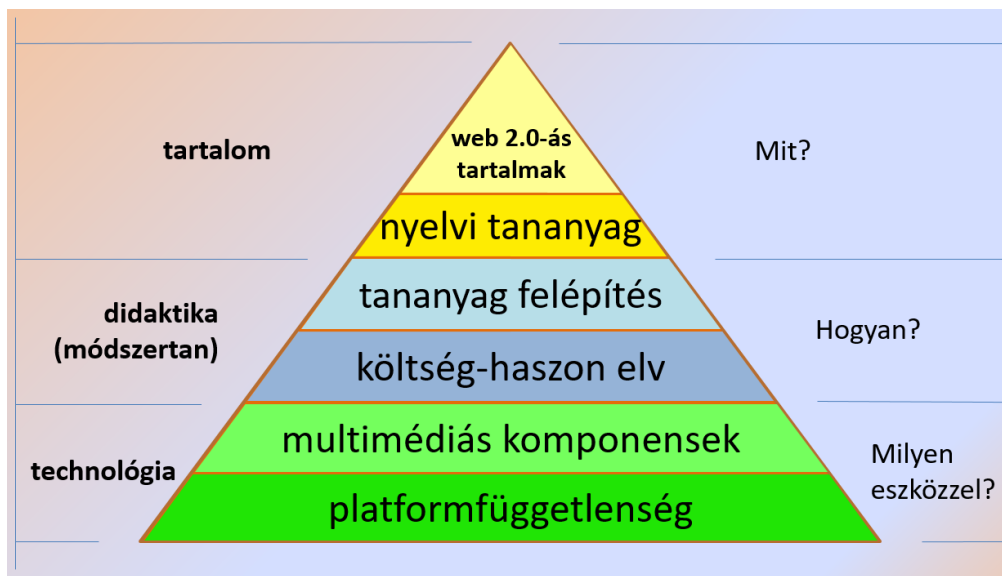 tartalom
web 2.0-ás
tartalmak
Mit?
nyelvi tananyag
didaktika
(módszertan)
tananyag felépítés
Hogyan?
költség-haszon elv
technológia
multimédiás komponensek
Milyen
eszközzel?
platformfüggetlenség